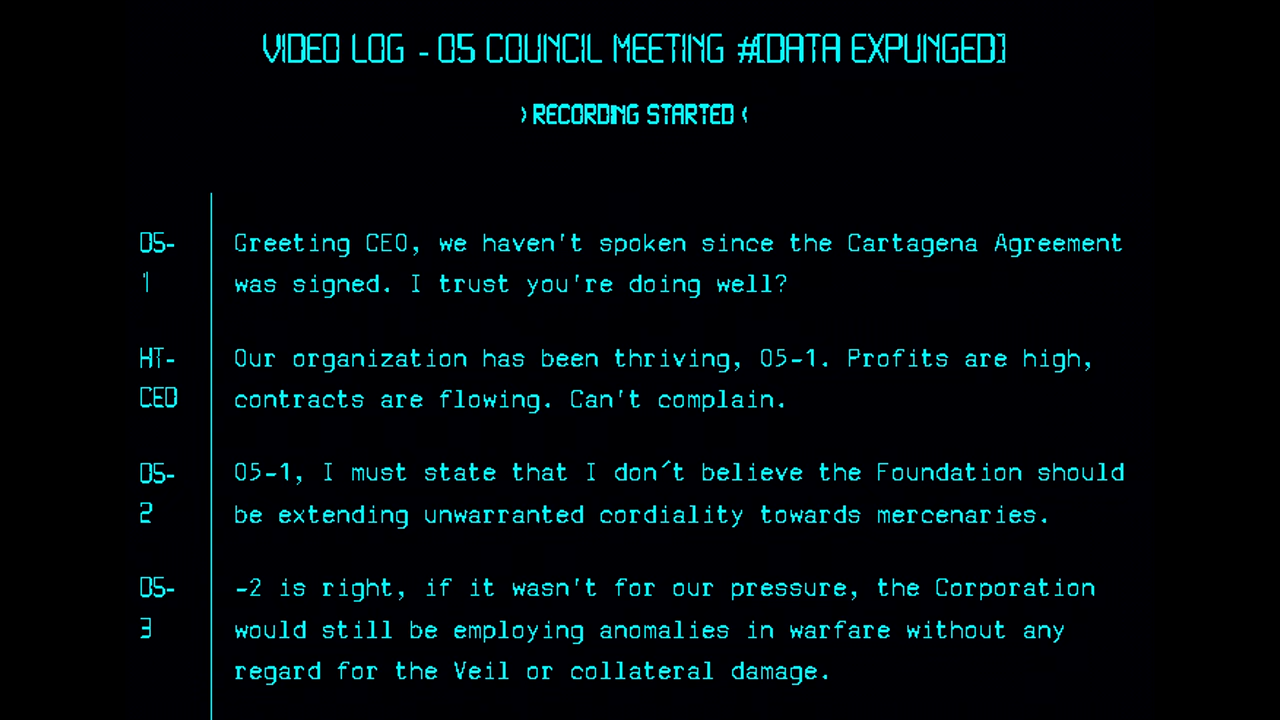 VIDEO LOG - O5 COUNCIL MEETING #[DATA EXPUNGED]
> RECORDING STARTED <
O5-
1
Greeting CEO, we haven't spoken since the Cartagena Agreement
was signed. I trust you're doing well?
HT-
CEO
Our organization has been thriving, O5-1. Profits are high,
contracts are flowing. Can't complain.
O5-
2
O5-1, I must state that I don´t believe the Foundation should
be extending unwarranted cordiality towards mercenaries.
O5-
3
-2 is right, if it wasn't for our pressure, the Corporation
would still be employing anomalies in warfare without any
regard for the Veil or collateral damage.